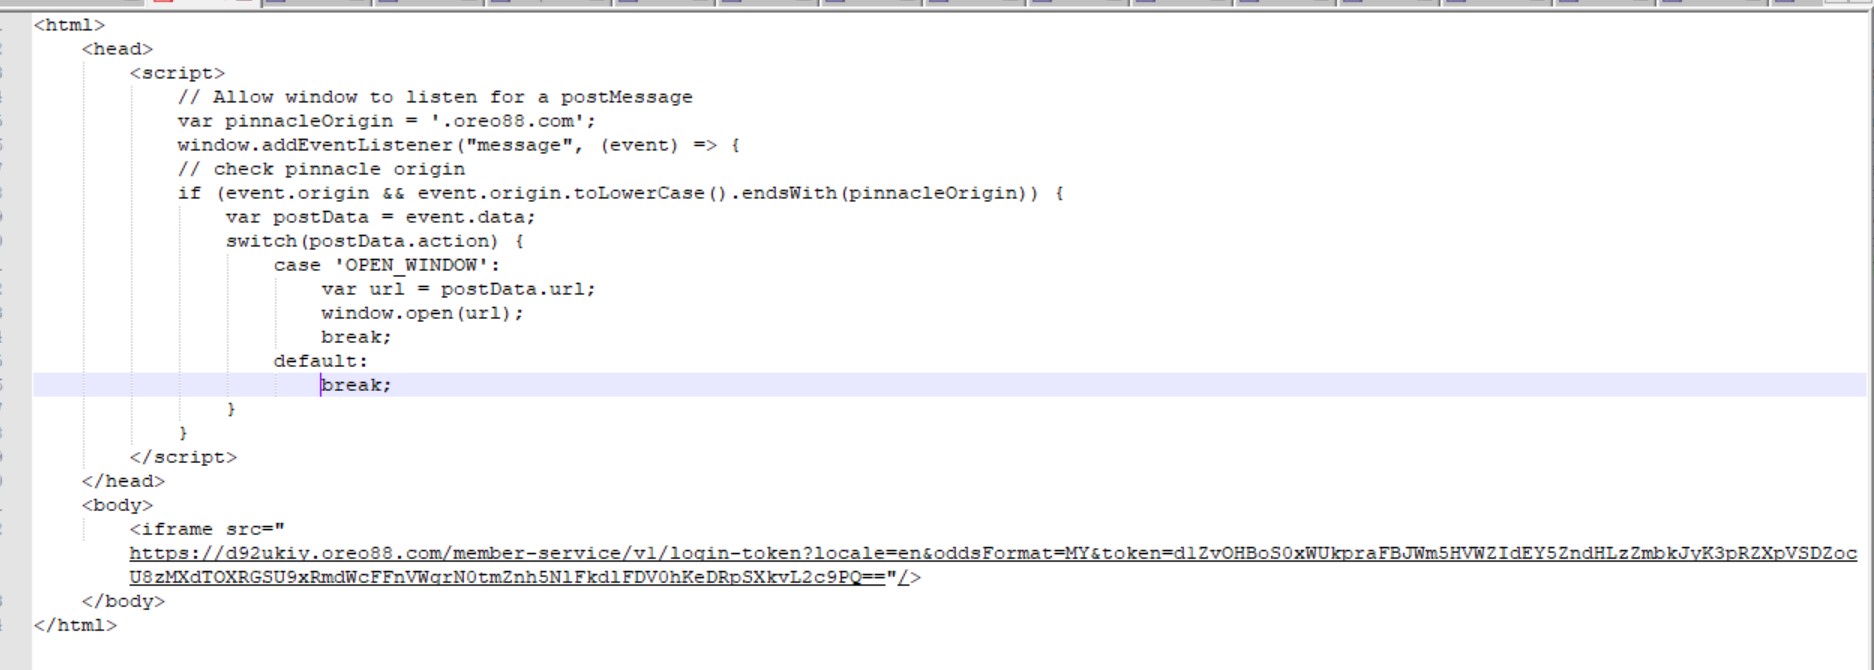 <html>
<head>
<script>
// Allow window to listen for a postMessage
var pinnacleOrigin = '.oreo88.com';
window.addEventListener("message", (event) => {
// check pinnacle origin
if (event.origin && event.origin.toLowerCase().endsWith(pinnacleOrigin)) {
var postData = event.data;
switch(postData.action) {
case 'OPEN_WINDOW':
var url = postData.url;
window.open(url);
break;
default:
break;
}
}
</script>
</head>
<body>
<iframe src="
https://d92ukiy.oreo88.com/member-service/v1/login-token?locale=en&oddsFormat=MY&token=d1ZvOHBoS0xWUkpraFBJWm5HVWZIdEY5ZndHLzZmbkJyK3pRZXpVSDZoc
U8zMXdTOXRGSU9xRmdWcFFnVWgrN0tmZnh5NlFkdlFDV0hKeDRpSXkvL2c9PQ=="/>
</body>
</html>